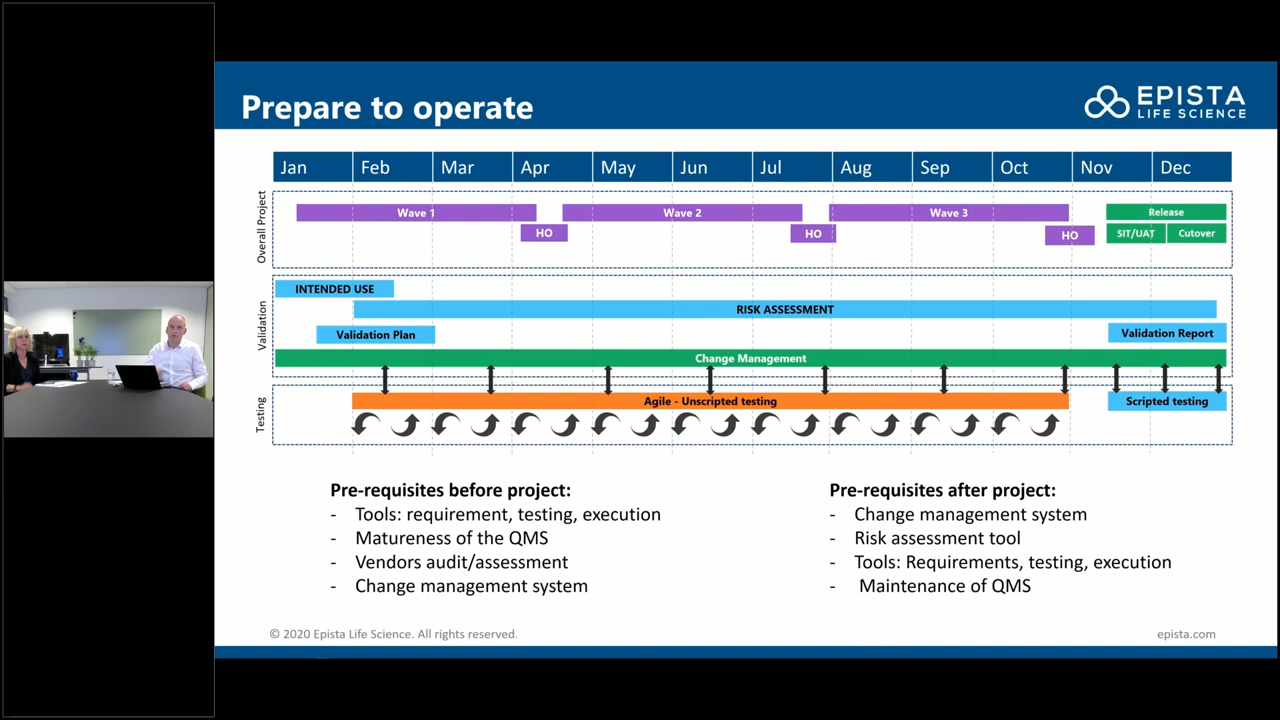 Prepare to operate
EPISTA
LIFE SCIENCE
Jan Feb Mar Apr May Jun Jul Aug Sep Oct Nov Dec
Overall Project
Wave 1 Wave 2 Wave 3 Release
HO HO HO SIT/UAT Cutover
Validation
INTENDED USE
RISK ASSESSMENT
Validation Plan Validation Report
Change Management
Testing
Agile - Unscripted testing Scripted testing
Pre-requisites before project:
- Tools: requirement, testing, execution
- Matureness of the QMS
- Vendors audit/assessment
- Change management system
Pre-requisites after project:
- Change management system
- Risk assessment tool
- Tools: Requirements, testing, execution
- Maintenance of QMS
© 2020 Epista Life Science. All rights reserved.
epista.com